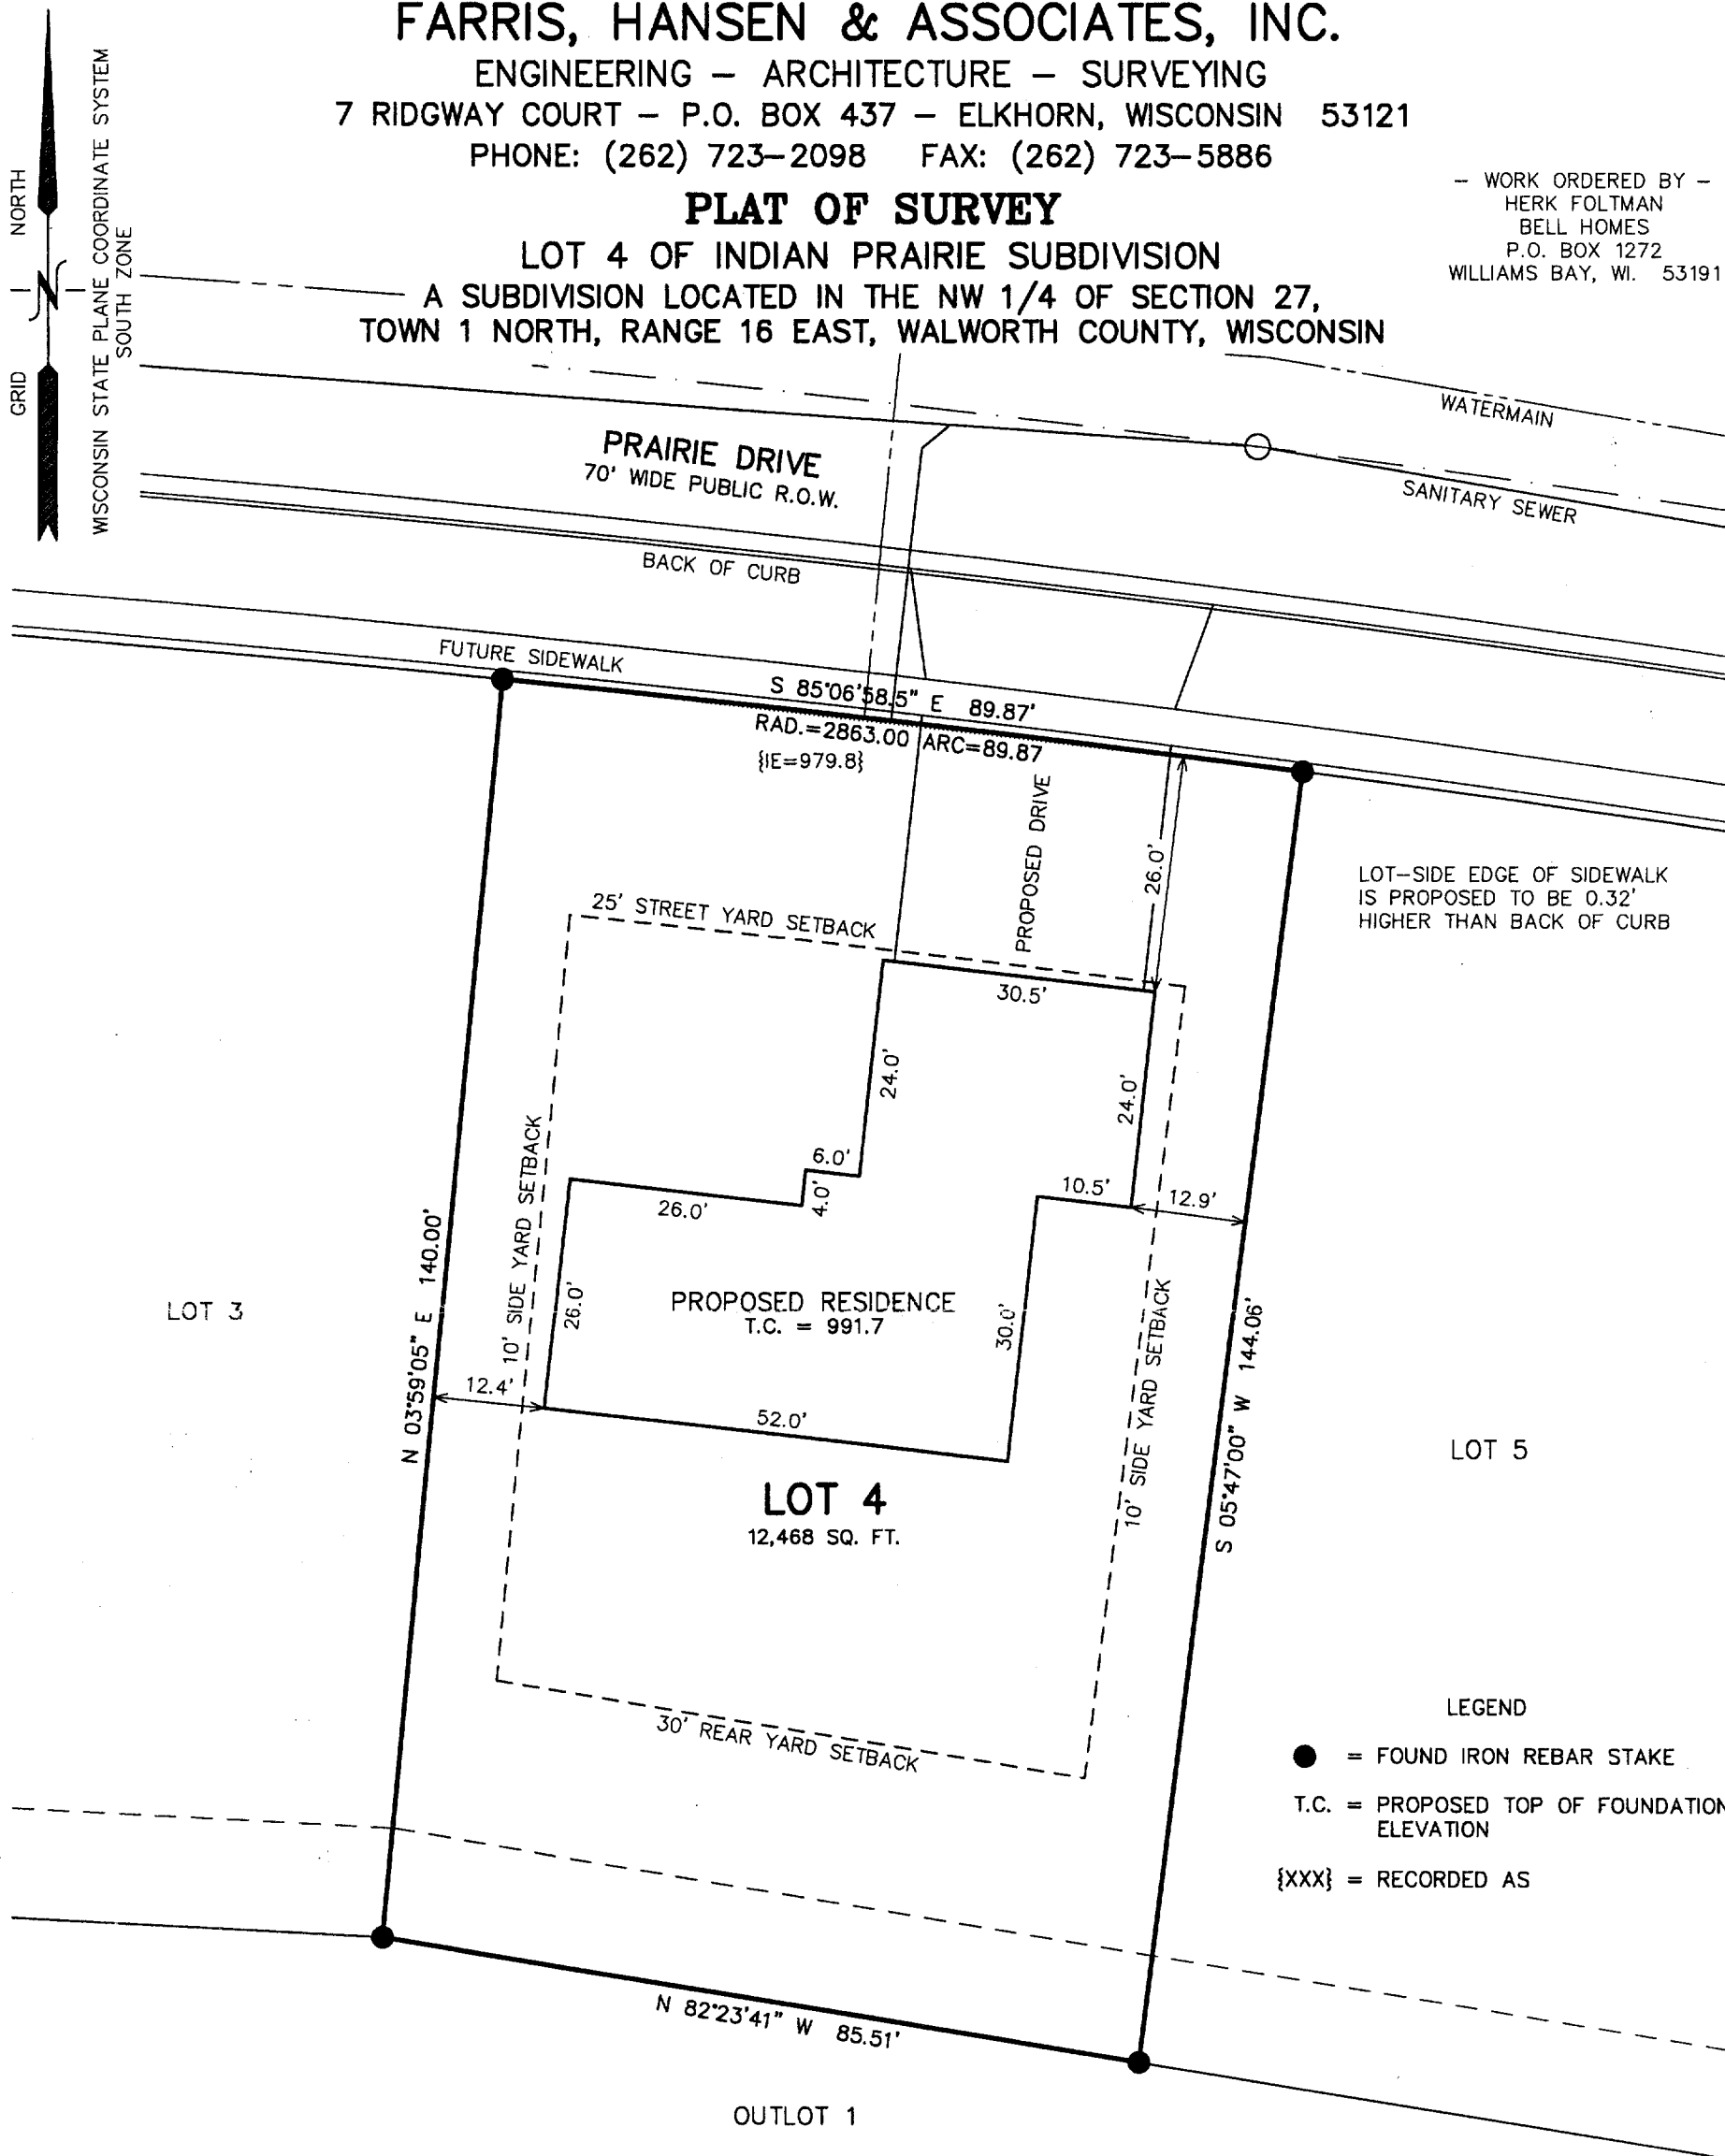 FARRIS, HANSEN & ASSOCIATES, INC.
ENGINEERING – ARCHITECTURE – SURVEYING
7 RIDGWAY COURT – P.O. BOX 437 – ELKHORN, WISCONSIN 53121
PHONE: (262) 723–2098 FAX: (262) 723–5886
PLAT OF SURVEY
LOT 4 OF INDIAN PRAIRIE SUBDIVISION
A SUBDIVISION LOCATED IN THE NW 1/4 OF SECTION 27,
TOWN 1 NORTH, RANGE 16 EAST, WALWORTH COUNTY, WISCONSIN
– WORK ORDERED BY –
HERK FOLTMAN
BELL HOMES
P.O. BOX 1272
WILLIAMS BAY, WI. 53191
GRID N NORTH
WISCONSIN STATE PLANE COORDINATE SYSTEM
SOUTH ZONE
WATERMAIN
SANITARY SEWER
PRAIRIE DRIVE
70' WIDE PUBLIC R.O.W.
BACK OF CURB
FUTURE SIDEWALK
S 85°06'58.5" E 89.87'
RAD.=2863.00 ARC=89.87
{IE=979.8}
PROPOSED DRIVE
26.0'
LOT–SIDE EDGE OF SIDEWALK
IS PROPOSED TO BE 0.32'
HIGHER THAN BACK OF CURB
25' STREET YARD SETBACK
30.5'
24.0'
24.0'
6.0'
4.0'
26.0'
10.5'
12.9'
10' SIDE YARD SETBACK
N 03°59'05" E 140.00'
LOT 3
26.0'
PROPOSED RESIDENCE
T.C. = 991.7
30.0'
10' SIDE YARD SETBACK
S 05°47'00" W 144.06'
12.4'
52.0'
LOT 5
LOT 4
12,468 SQ. FT.
30' REAR YARD SETBACK
LEGEND
= FOUND IRON REBAR STAKE
T.C. = PROPOSED TOP OF FOUNDATION
ELEVATION
{XXX} = RECORDED AS
N 82°23'41" W 85.51'
OUTLOT 1